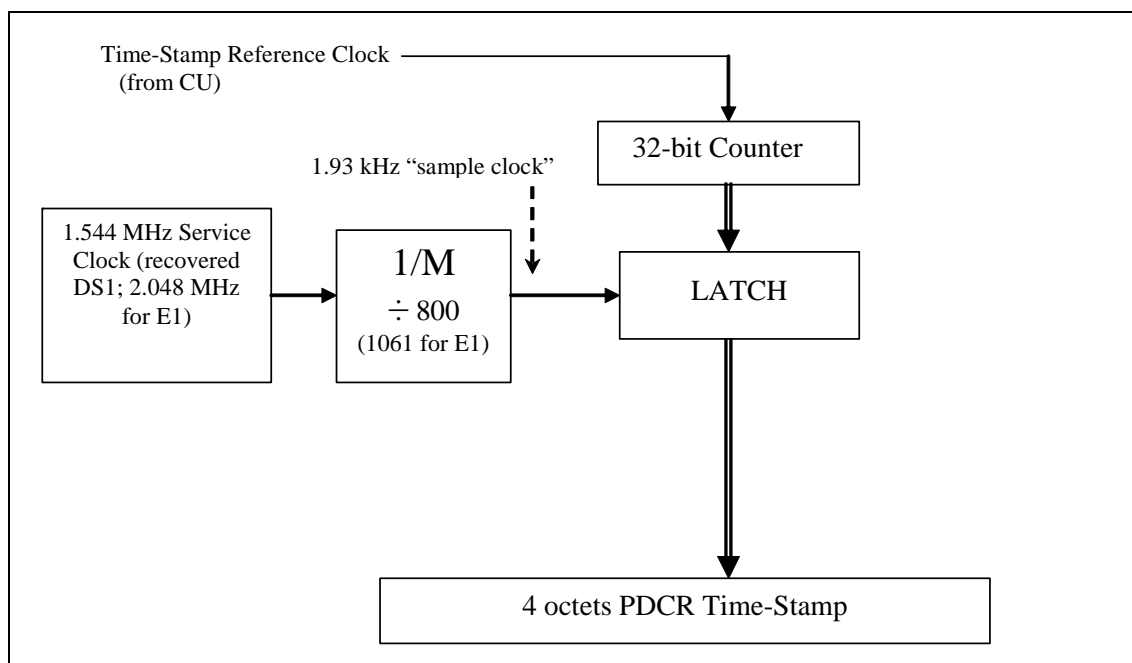 Time-Stamp Reference Clock
(from CU)
32-bit Counter
1.93 kHz “sample clock”
1.544 MHz Service
Clock (recovered
DS1; 2.048 MHz
for E1)
1/M
÷ 800
(1061 for E1)
LATCH
4 octets PDCR Time-Stamp